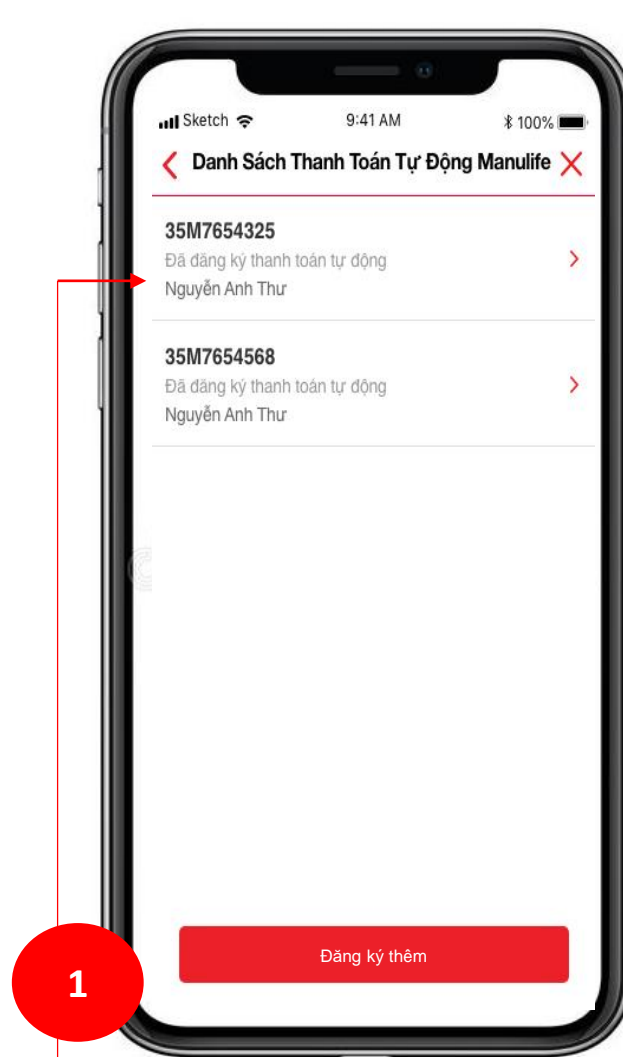 Sketch 9:41 AM 100%
Danh Sách Thanh Toán Tự Động Manulife
35M7654325
Đã đăng ký thanh toán tự động
Nguyễn Anh Thư
35M7654568
Đã đăng ký thanh toán tự động
Nguyễn Anh Thư
Đăng ký thêm
1